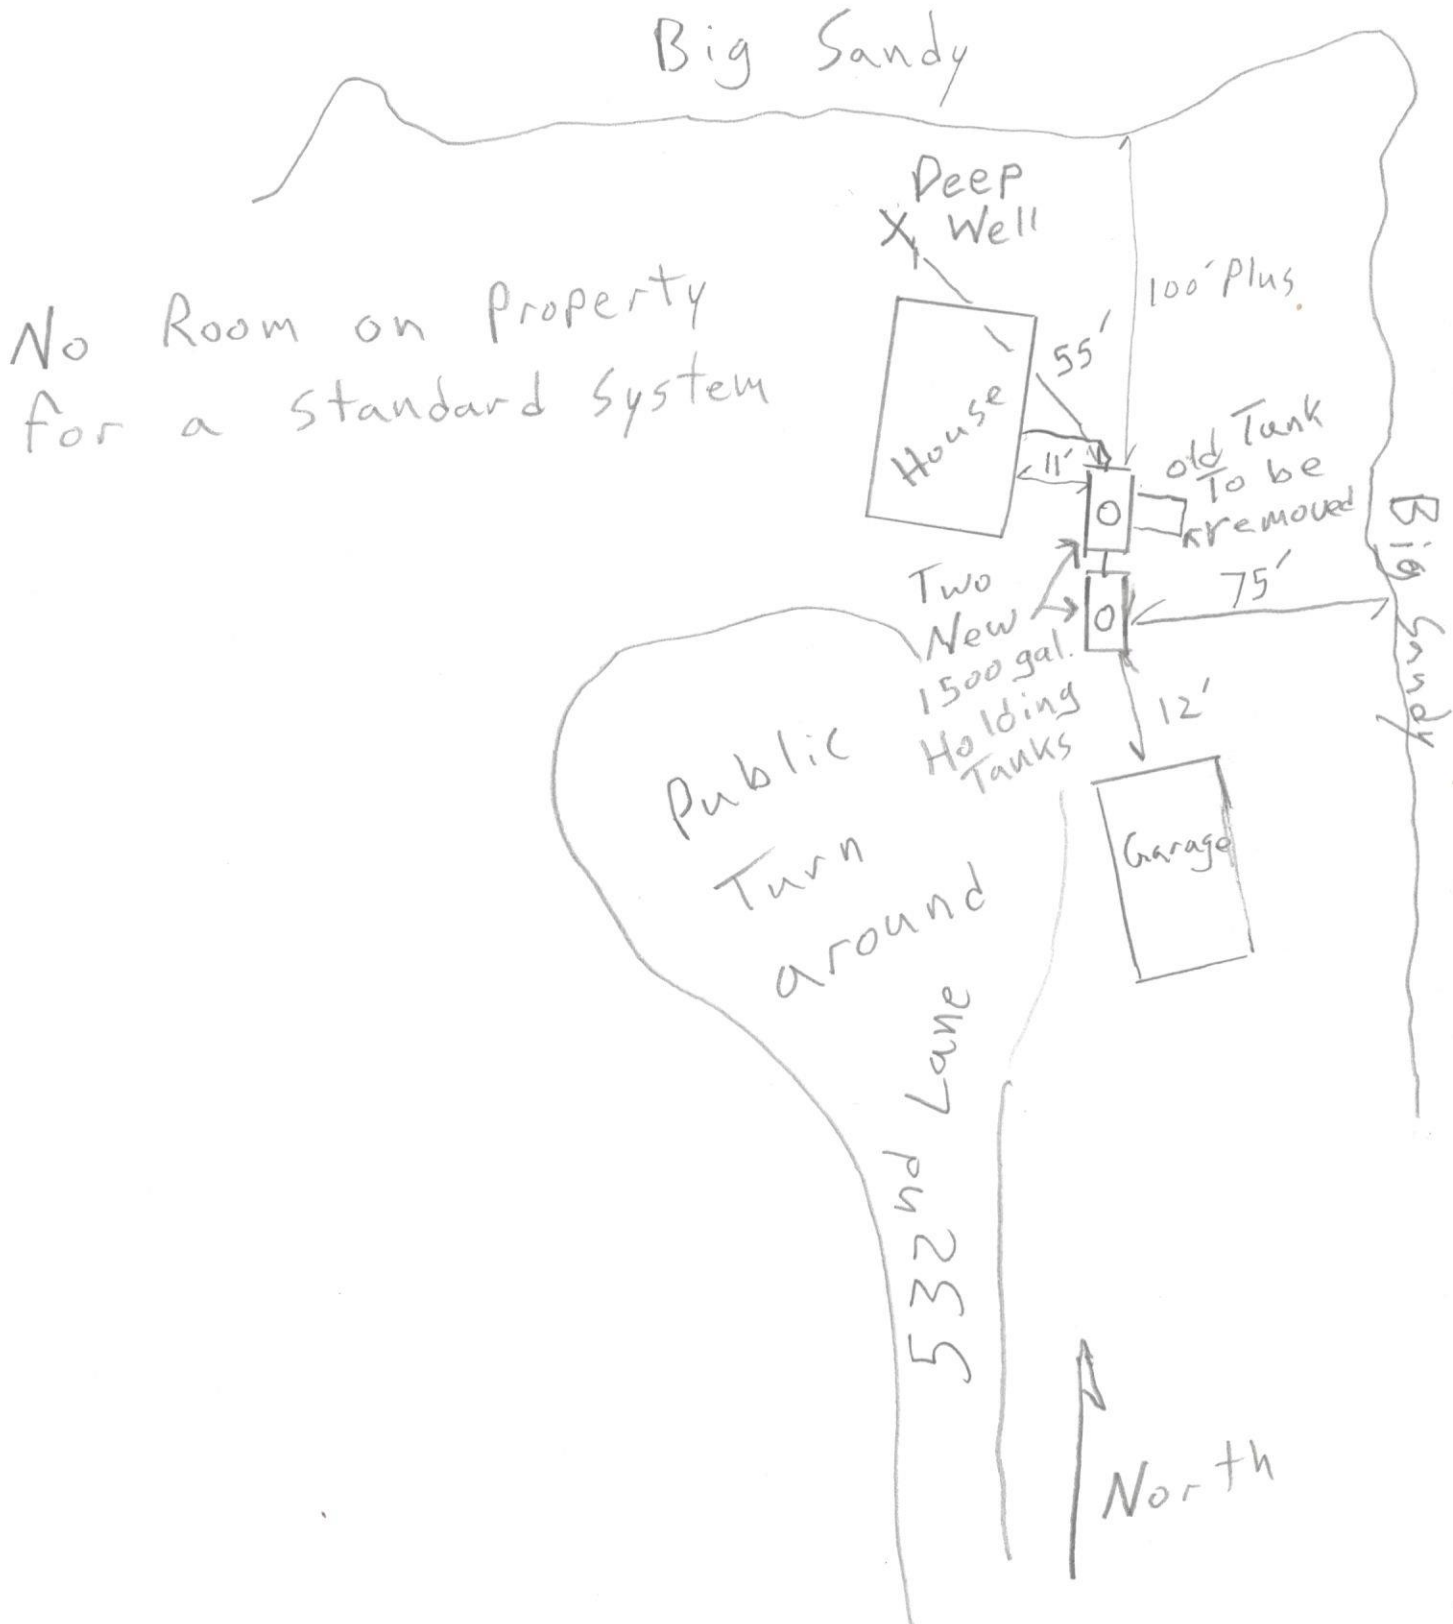 Big Sandy
Deep
X Well
100' Plus
No Room on Property
for a Standard System
55'
House
11'
old Tank
To be
removed
Big Sandy
75'
Two
New
1500 gal.
Holding
Tanks
12'
Public
Turn
around
Garage
532nd Lane
North